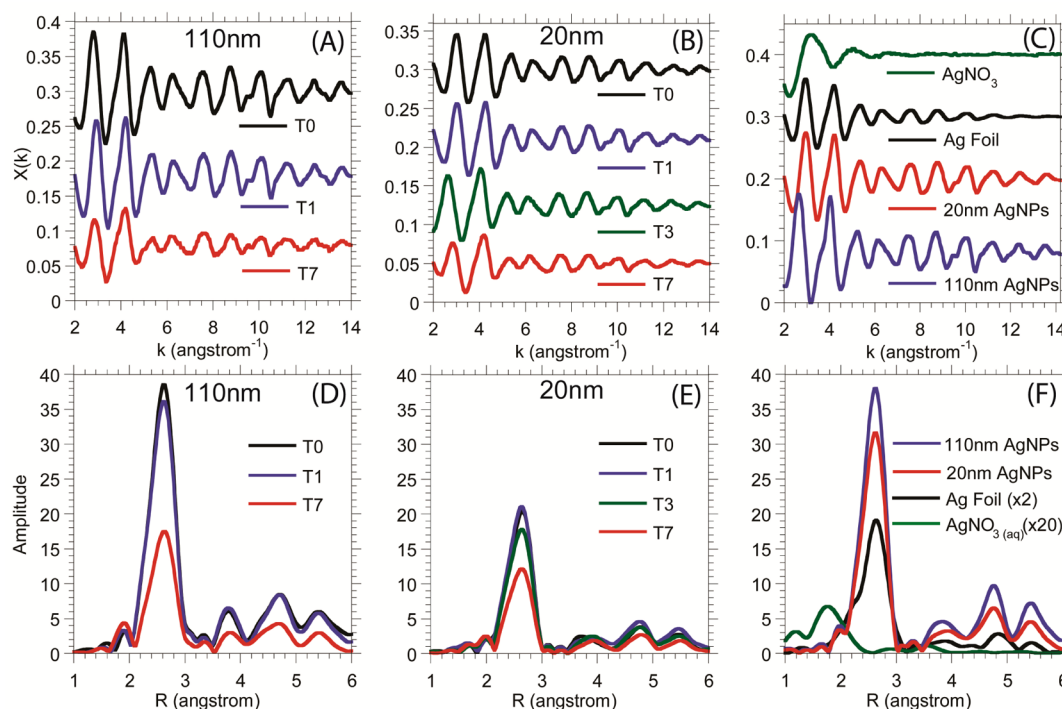 110nm
(A)
0.4
0.35
0.3
0.25
0.2
0.15
0.1
0.05
0
X(k)
T0
T1
T7
2 4 6 8 10 12 14
k (angstrom-1)
20nm
(B)
0.35
0.3
0.25
0.2
0.15
0.1
0.05
0
T0
T1
T3
T7
2 4 6 8 10 12 14
k (angstrom-1)
(C)
0.4
0.3
0.2
0.1
0
AgNO3
Ag Foil
20nm AgNPs
110nm AgNPs
2 4 6 8 10 12 14
k (angstrom-1)
110nm
(D)
40
35
30
25
20
15
10
5
0
Amplitude
T0
T1
T7
1 2 3 4 5 6
R (angstrom)
20nm
(E)
40
35
30
25
20
15
10
5
0
T0
T1
T3
T7
1 2 3 4 5 6
R (angstrom)
(F)
40
35
30
25
20
15
10
5
0
110nm AgNPs
20nm AgNPs
Ag Foil (x2)
AgNO3 (aq)(x20)
1 2 3 4 5 6
R (angstrom)